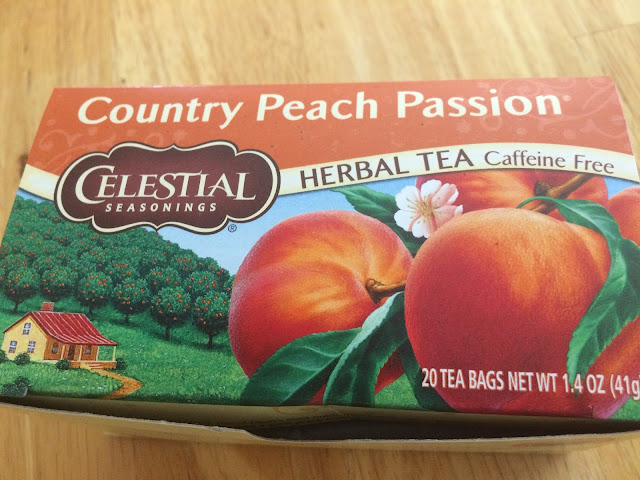 Country Peach Passion
CELESTIAL
SEASONINGS®
HERBAL TEA Caffeine Free
20 TEA BAGS NET WT 1.4 OZ (41g